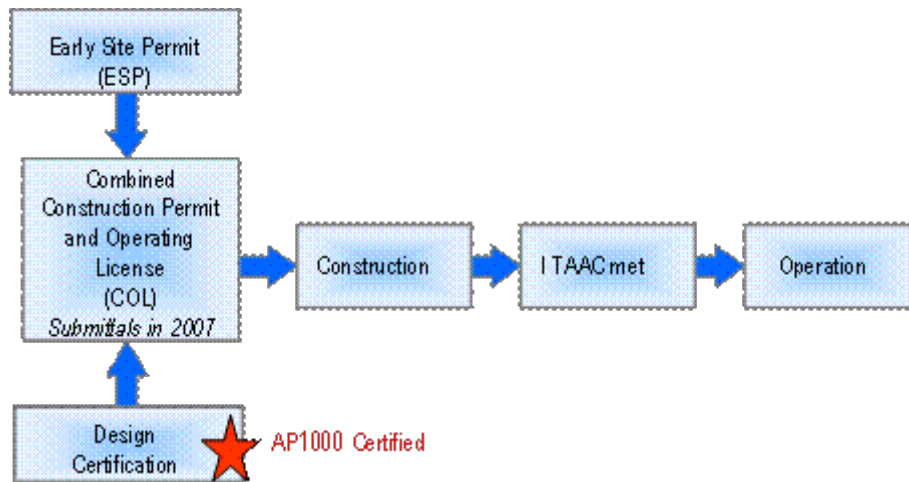 Early Site Permit
(ESP)
Combined
Construction Permit
and Operating
License
(COL)
Submittals in 2007
Construction
ITAAC met
Operation
Design
Certification
AP1000 Certified